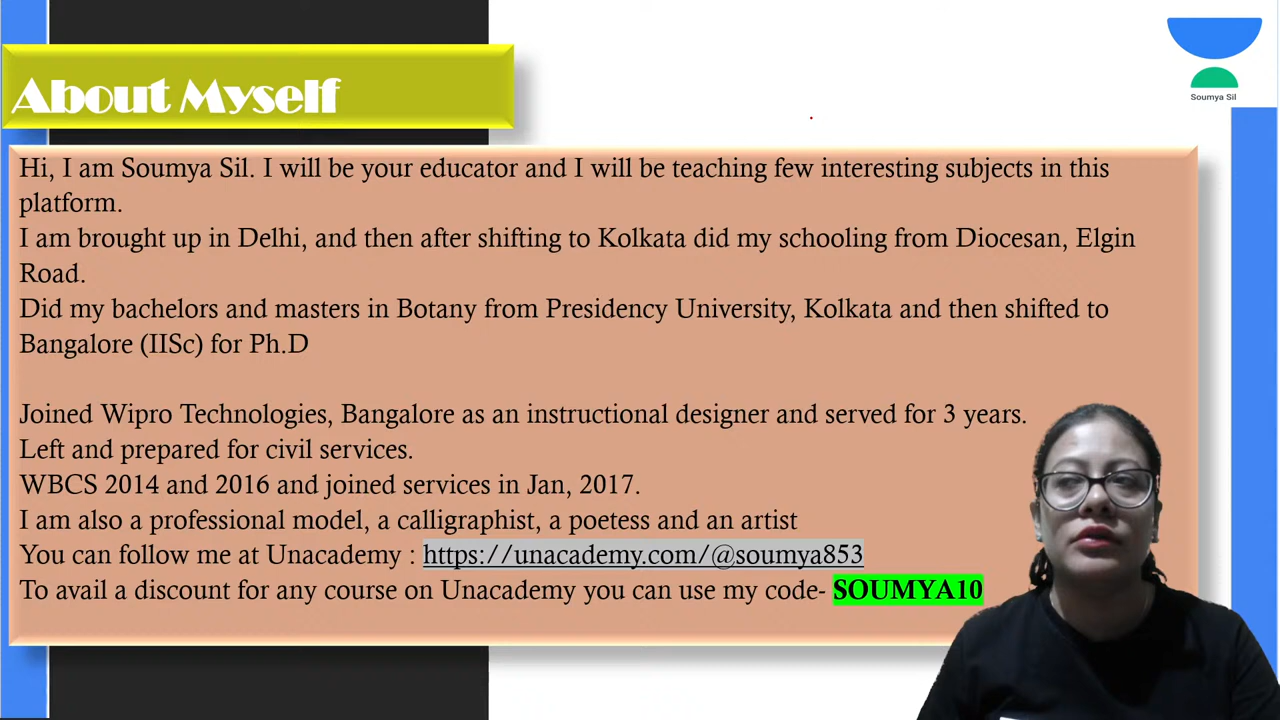 About Myself
Soumya Sil
Hi, I am Soumya Sil. I will be your educator and I will be teaching few interesting subjects in this
platform.
I am brought up in Delhi, and then after shifting to Kolkata did my schooling from Diocesan, Elgin
Road.
Did my bachelors and masters in Botany from Presidency University, Kolkata and then shifted to
Bangalore (IISc) for Ph.D
Joined Wipro Technologies, Bangalore as an instructional designer and served for 3 years.
Left and prepared for civil services.
WBCS 2014 and 2016 and joined services in Jan, 2017.
I am also a professional model, a calligraphist, a poetess and an artist
You can follow me at Unacademy : https://unacademy.com/@soumya853
To avail a discount for any course on Unacademy you can use my code- SOUMYA10